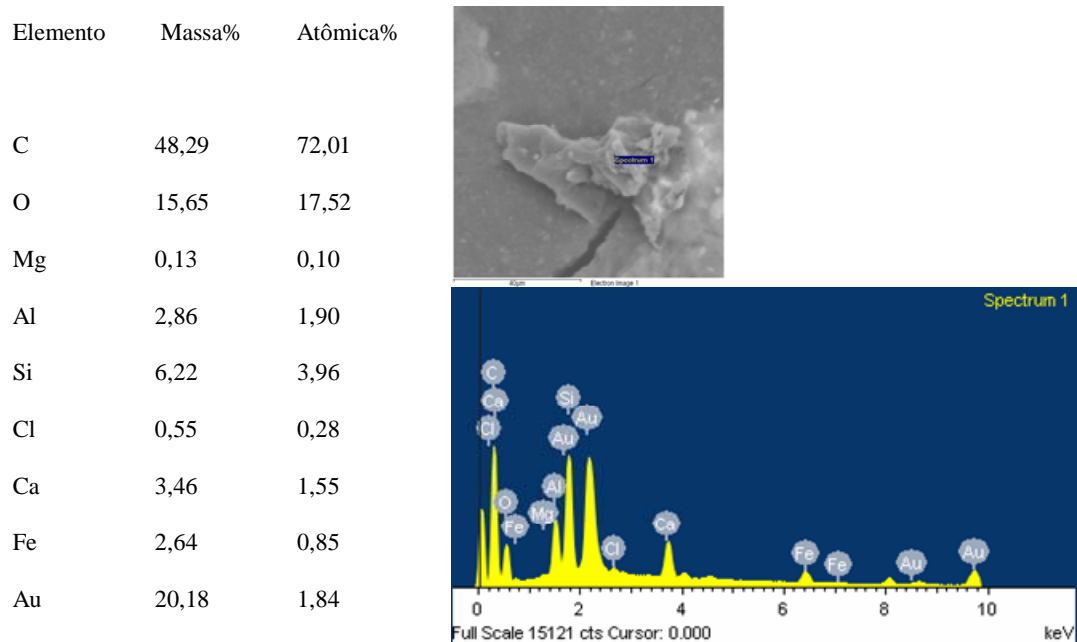 Elemento Massa% Atômica%
C 48,29 72,01
O 15,65 17,52
Mg 0,13 0,10
Al 2,86 1,90
Si 6,22 3,96
Cl 0,55 0,28
Ca 3,46 1,55
Fe 2,64 0,85
Au 20,18 1,84
Spectrum 1
40µm Electron Image 1
Spectrum 1
C
Ca
Cl
O
Fe
Mg
Al
Au
Si
Au
Cl
Ca
Fe
Fe
Au
Au
0 2 4 6 8 10
Full Scale 15121 cts Cursor: 0.000 keV